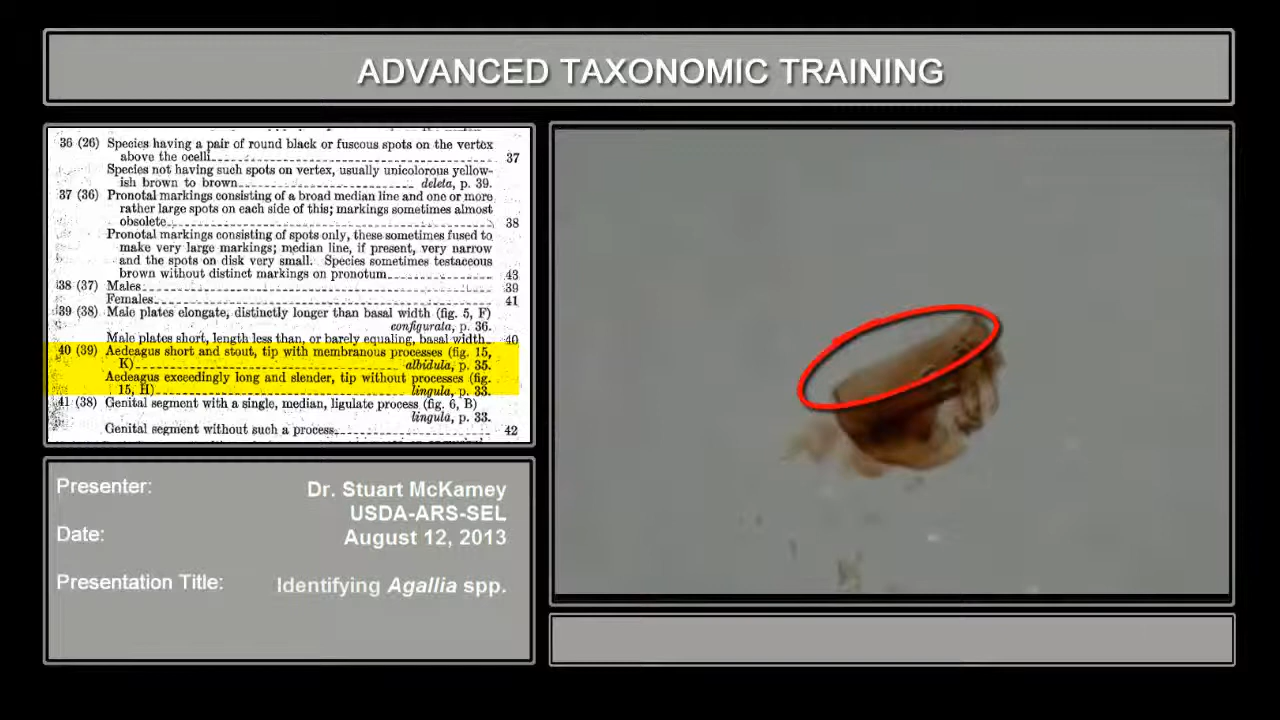 ADVANCED TAXONOMIC TRAINING
36 (26) Species having a pair of round black or fuscous spots on the vertex
above the ocelli 37
Species not having such spots on vertex, usually unicolorous yellow-
ish brown to brown deleta, p. 39.
37 (36) Pronotal markings consisting of a broad median line and one or more
rather large spots on each side of this; markings sometimes almost
obsolete 38
Pronotal markings consisting of spots only, these sometimes fused to
make very large markings; median line, if present, very narrow
and the spots on disk very small. Species sometimes testaceous
brown without distinct markings on pronotum 43
38 (37) Males 39
Females 41
39 (38) Male plates elongate, distinctly longer than basal width (fig. 5, F)
configurata, p. 36.
Male plates short, length less than, or barely equaling, basal width 40
40 (39) Aedeagus short and stout, tip with membranous processes (fig. 15,
K) albidula, p. 35.
Aedeagus exceedingly long and slender, tip without processes (fig.
15, H) lingula, p. 33.
41 (38) Genital segment with a single, median, ligulate process (fig. 6, B)
lingula, p. 33.
Genital segment without such a process 42
Presenter: Dr. Stuart McKamey
USDA-ARS-SEL
Date: August 12, 2013
Presentation Title: Identifying Agallia spp.